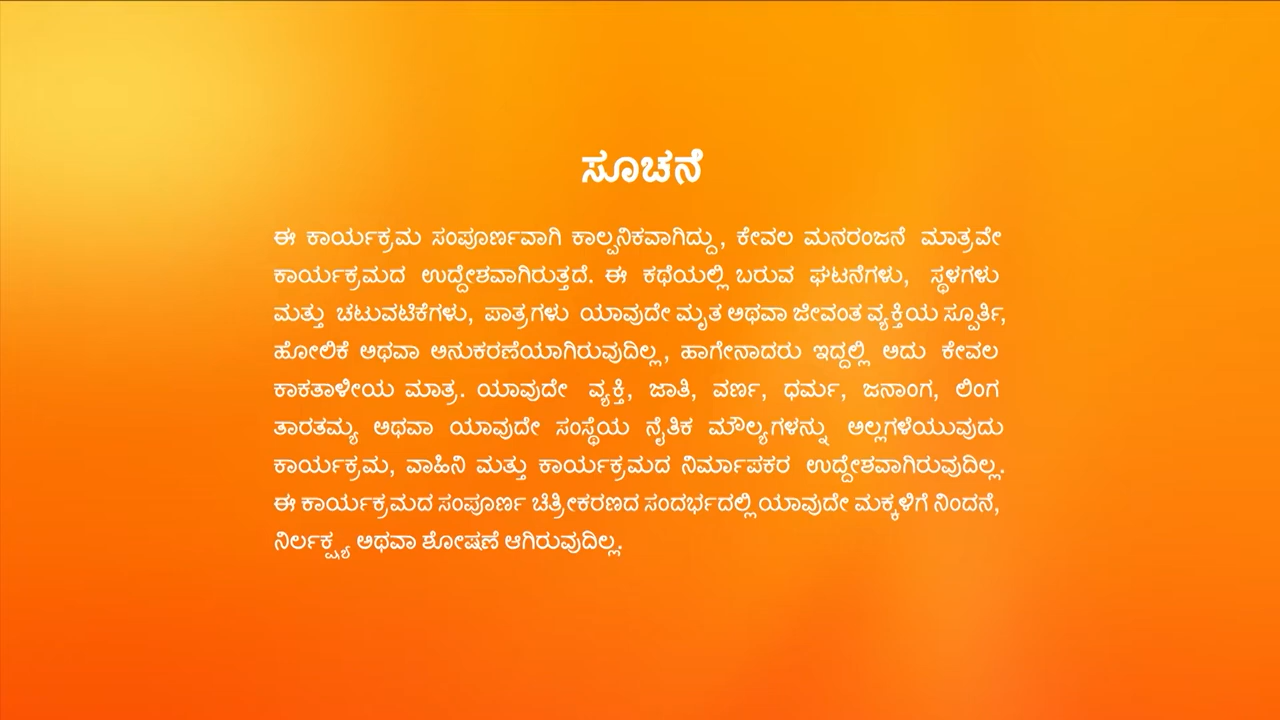 ಸೂಚನೆ
ಈ ಕಾರ್ಯಕ್ರಮ ಸಂಪೂರ್ಣವಾಗಿ ಕಾಲ್ಪನಿಕವಾಗಿದ್ದು, ಕೇವಲ ಮನರಂಜನೆ ಮಾತ್ರವೇ
ಕಾರ್ಯಕ್ರಮದ ಉದ್ದೇಶವಾಗಿರುತ್ತದೆ. ಈ ಕಥೆಯಲ್ಲಿ ಬರುವ ಘಟನೆಗಳು, ಸ್ಥಳಗಳು
ಮತ್ತು ಚಟುವಟಿಕೆಗಳು, ಪಾತ್ರಗಳು ಯಾವುದೇ ಮೃತ ಅಥವಾ ಜೀವಂತ ವ್ಯಕ್ತಿಯ ಸ್ಪೂರ್ತಿ,
ಹೋಲಿಕೆ ಅಥವಾ ಅನುಕರಣೆಯಾಗಿರುವುದಿಲ್ಲ, ಹಾಗೇನಾದರು ಇದ್ದಲ್ಲಿ ಅದು ಕೇವಲ
ಕಾಕತಾಳೀಯ ಮಾತ್ರ. ಯಾವುದೇ ವ್ಯಕ್ತಿ, ಜಾತಿ, ವರ್ಣ, ಧರ್ಮ, ಜನಾಂಗ, ಲಿಂಗ
ತಾರತಮ್ಯ ಅಥವಾ ಯಾವುದೇ ಸಂಸ್ಥೆಯ ನೈತಿಕ ಮೌಲ್ಯಗಳನ್ನು ಅಲ್ಲಗಳೆಯುವುದು
ಕಾರ್ಯಕ್ರಮ, ವಾಹಿನಿ ಮತ್ತು ಕಾರ್ಯಕ್ರಮದ ನಿರ್ಮಾಪಕರ ಉದ್ದೇಶವಾಗಿರುವುದಿಲ್ಲ.
ಈ ಕಾರ್ಯಕ್ರಮದ ಸಂಪೂರ್ಣ ಚಿತ್ರೀಕರಣದ ಸಂದರ್ಭದಲ್ಲಿ ಯಾವುದೇ ಮಕ್ಕಳಿಗೆ ನಿಂದನೆ,
ನಿರ್ಲಕ್ಷ್ಯ ಅಥವಾ ಶೋಷಣೆ ಆಗಿರುವುದಿಲ್ಲ.